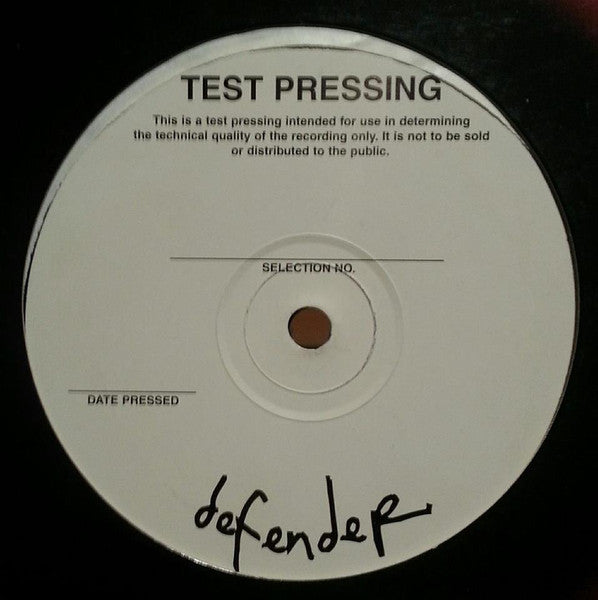 TEST PRESSING
This is a test pressing intended for use in determining
the technical quality of the recording only. It is not to be sold
or distributed to the public.
SELECTION NO.
DATE PRESSED
defender